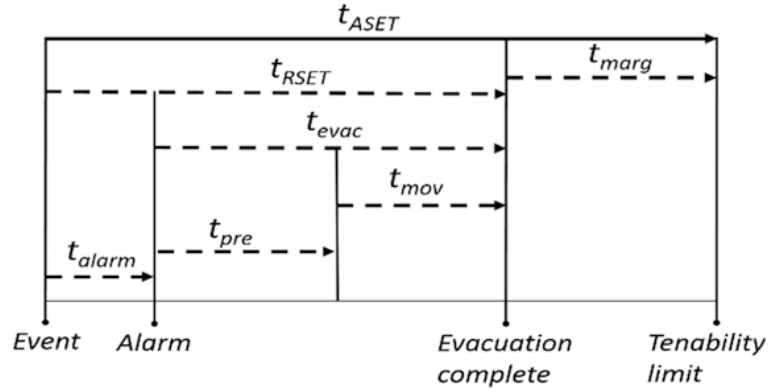 t_ASET
t_marg
t_RSET
t_evac
t_mov
t_pre
t_alarm
Event
Alarm
Evacuation
complete
Tenability
limit